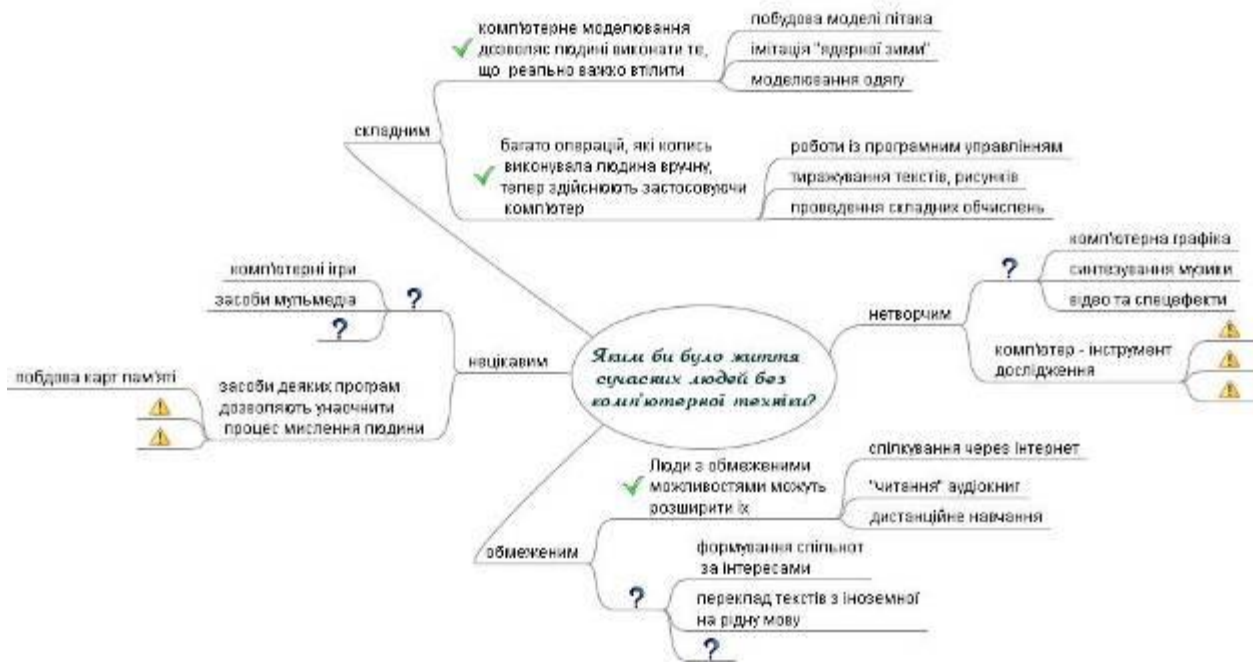 комп'ютерне моделювання
дозволяє людині виконати те,
що реально важко втілити
побудова моделі літака
імітація "ядерної зими"
моделювання одягу
складним
багато операцій, які колись
виконувала людина вручну,
тепер здійснюють застосовуючи
комп'ютер
роботи із програмним управлінням
тиражування текстів, рисунків
проведення складних обчислень
комп'ютерні ігри
засоби мультмедіа
?
?
нецікавим
побдова карт пам'яті
засоби деяких програм
дозволяють унаочнити
процес мислення людини
Яким би було життя
сучасних людей без
комп'ютерної техніки?
нетворчим
?
комп'ютерна графіка
синтезування музики
відео та спецефекти
комп'ютер - інструмент
дослідження
обмеженим
Люди з обмеженими
можливостями можуть
розширити їх
спілкування через інтернет
"читання" аудіокниг
дистанційне навчання
?
формування спільнот
за інтересами
переклад текстів з іноземної
на рідну мову
?